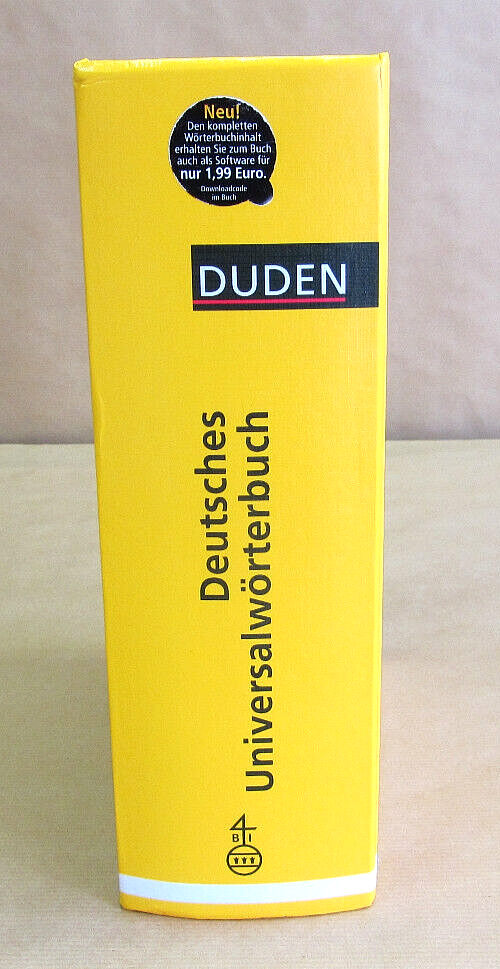 Neu!
Den kompletten
Wörterbuchinhalt
erhalten Sie zum Buch
auch als Software für
nur 1,99 Euro.
Downloadcode
im Buch
DUDEN
Deutsches
Universalwörterbuch
B I